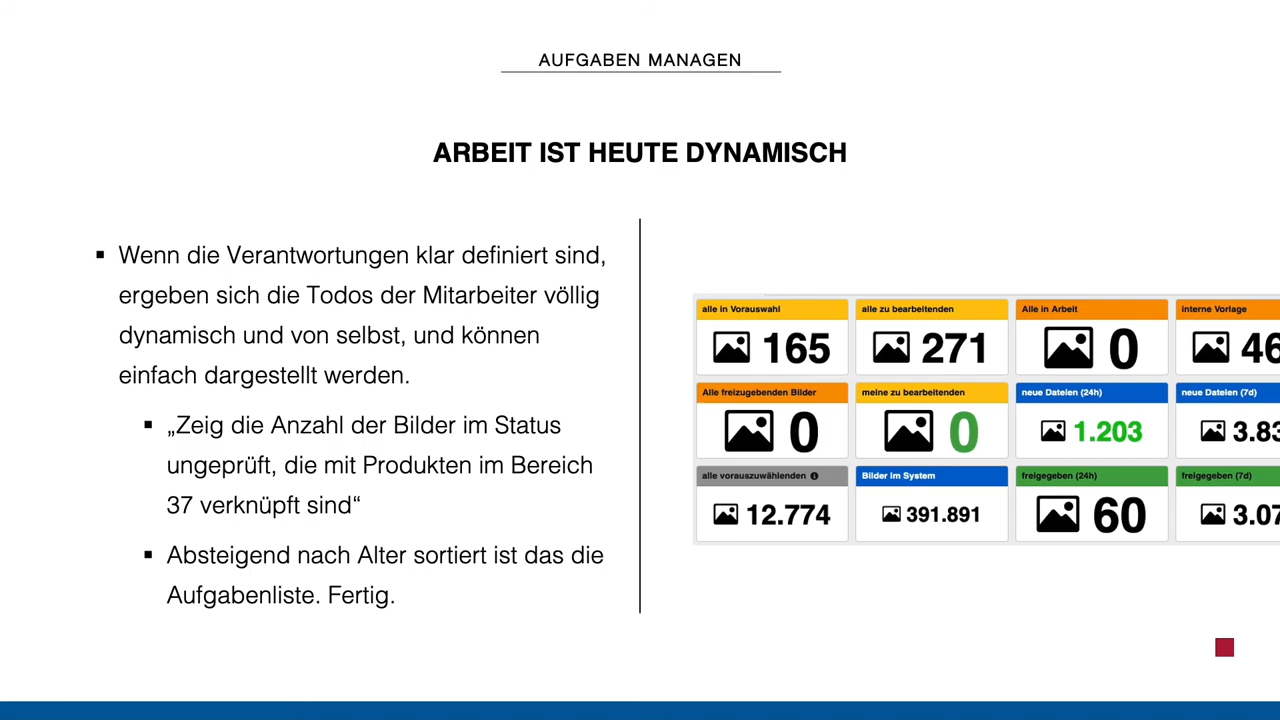 AUFGABEN MANAGEN
ARBEIT IST HEUTE DYNAMISCH
▪ Wenn die Verantwortungen klar definiert sind,
ergeben sich die Todos der Mitarbeiter völlig
dynamisch und von selbst, und können
einfach dargestellt werden.
▪ „Zeig die Anzahl der Bilder im Status
ungeprüft, die mit Produkten im Bereich
37 verknüpft sind“
▪ Absteigend nach Alter sortiert ist das die
Aufgabenliste. Fertig.
alle in Vorauswahl
165
alle zu bearbeitenden
271
Alle in Arbeit
0
interne Vorlage
46
Alle freizugebenden Bilder
0
meine zu bearbeitenden
0
neue Dateien (24h)
1.203
neue Dateien (7d)
3.83
alle vorauszuwählenden
12.774
Bilder im System
391.891
freigegeben (24h)
60
freigegeben (7d)
3.07